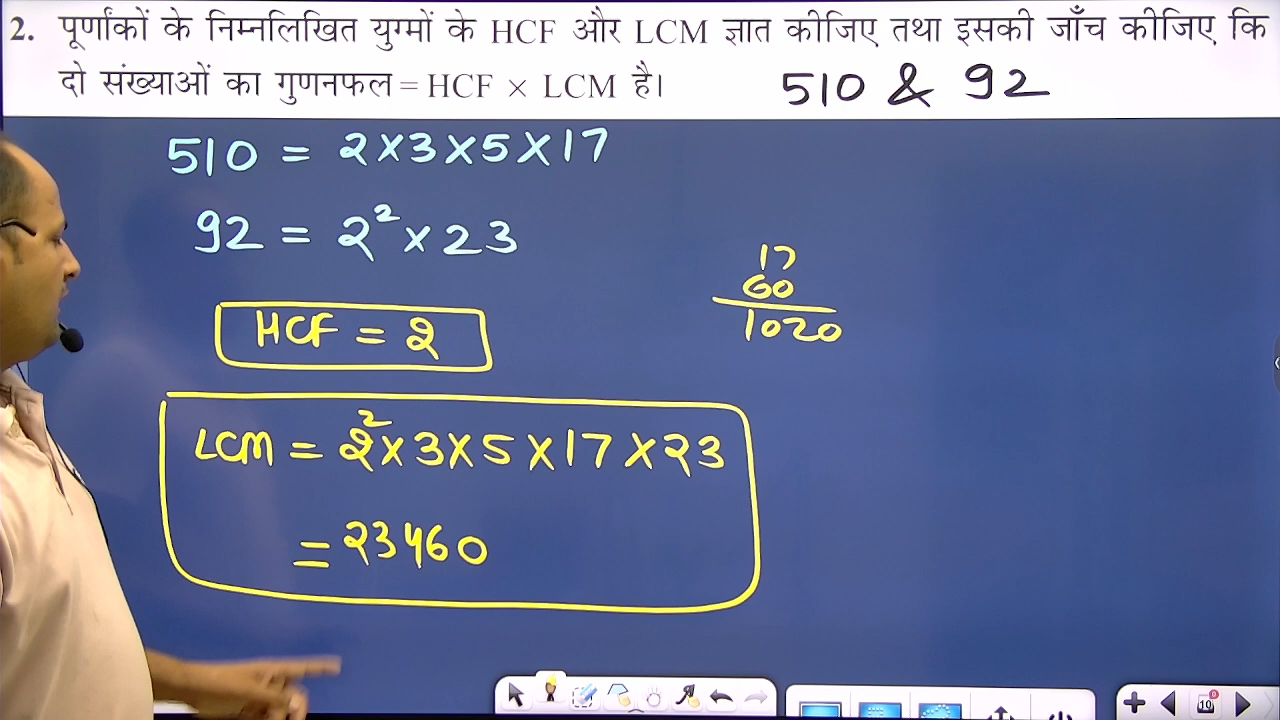 2. पूर्णांकों के निम्नलिखित युग्मों के HCF और LCM ज्ञात कीजिए तथा इसकी जाँच कीजिए कि
दो संख्याओं का गुणनफल = HCF × LCM है। 510 & 92
510 = 2×3×5×17
92 = 2² × 23
17
60
1020
HCF = 2
LCM = 2² × 3 × 5 × 17 × 23
= 23460
10